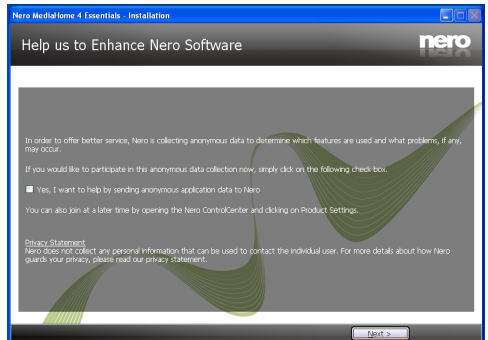 Nero MediaHome 4 Essentials - Installation
Help us to Enhance Nero Software
nero
In order to offer better service, Nero is collecting anonymous data to determine which features are used and what problems, if any,
may occur.
If you would like to participate in this anonymous data collection now, simply click on the following check box.
Yes, I want to help by sending anonymous application data to Nero
You can also join at a later time by opening the Nero ControlCenter and clicking on Product Settings.
Privacy Statement
Nero does not collect any personal information that can be used to contact the individual user. For more details about how Nero
guards your privacy, please read our privacy statement.
Next >